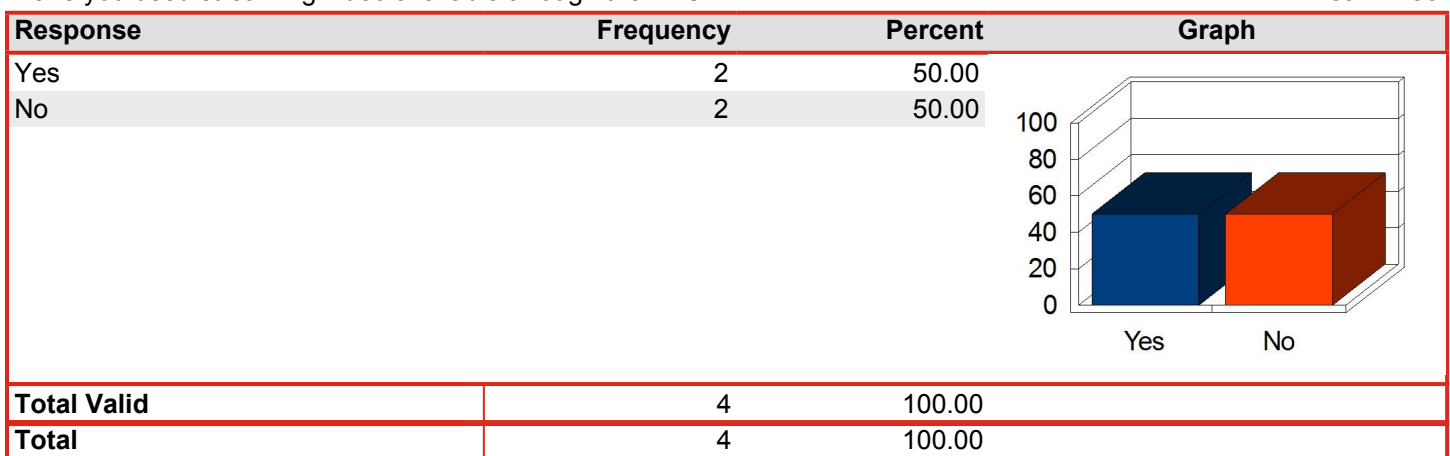 Response Frequency Percent Graph
Yes 2 50.00
No 2 50.00
100
80
60
40
20
0
Yes No
Total Valid 4 100.00
Total 4 100.00